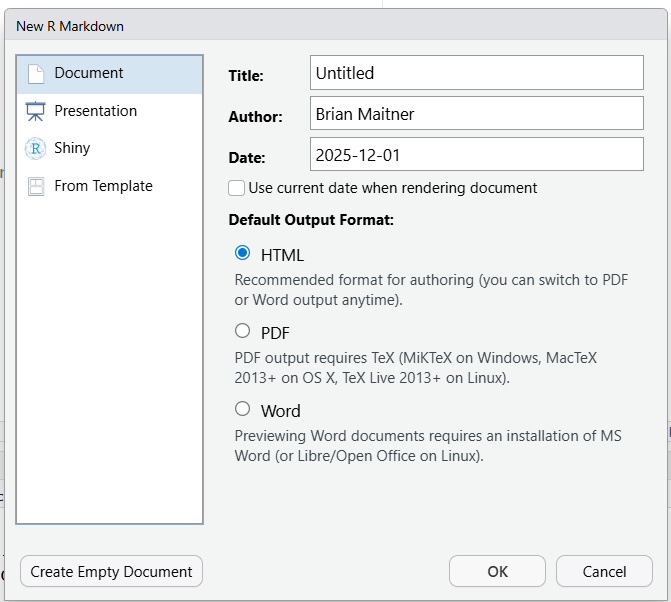 New R Markdown
Document
Presentation
Shiny
From Template
Title:
Untitled
Author:
Brian Maitner
Date:
2025-12-01
Use current date when rendering document
Default Output Format:
HTML
Recommended format for authoring (you can switch to PDF
or Word output anytime).
PDF
PDF output requires TeX (MiKTeX on Windows, MacTeX
2013+ on OS X, TeX Live 2013+ on Linux).
Word
Previewing Word documents requires an installation of MS
Word (or Libre/Open Office on Linux).
Create Empty Document
OK
Cancel